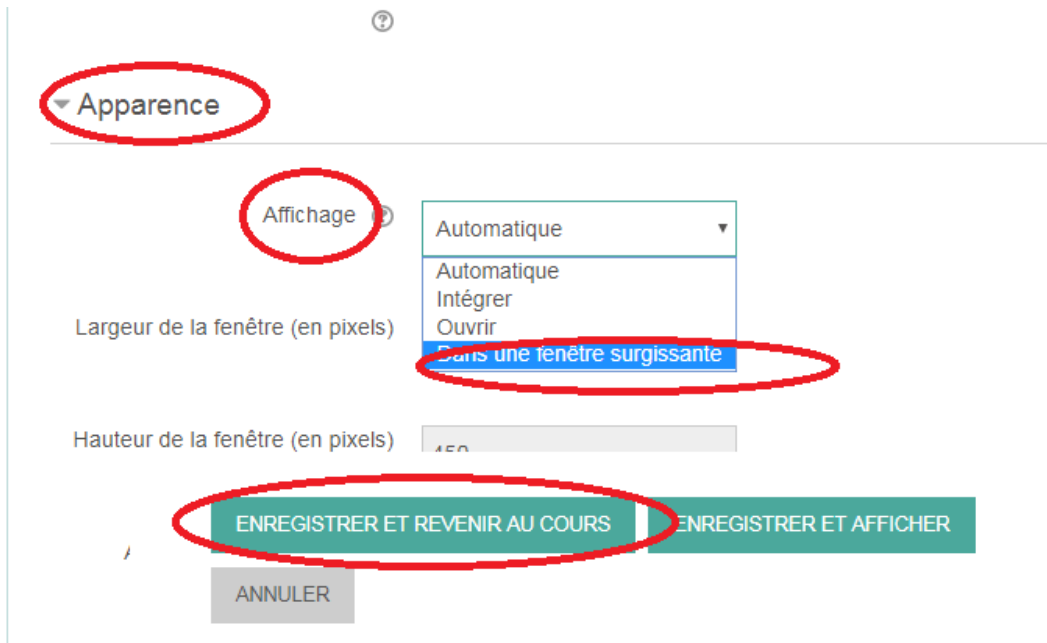 Apparence
Affichage
Automatique
Automatique
Intégrer
Ouvrir
Largeur de la fenêtre (en pixels)
Dans une fenêtre surgissante
Hauteur de la fenêtre (en pixels)
450
ENREGISTRER ET REVENIR AU COURS
ENREGISTRER ET AFFICHER
ANNULER